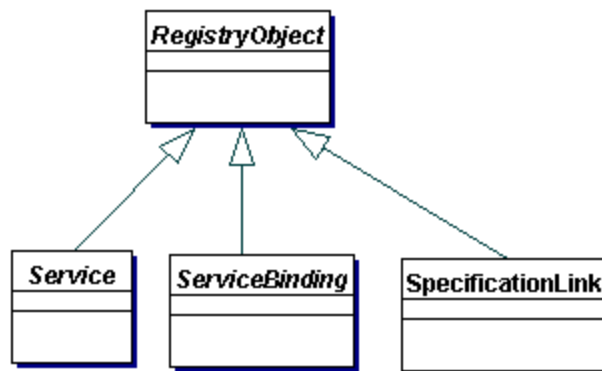 RegistryObject
Service
ServiceBinding
SpecificationLink